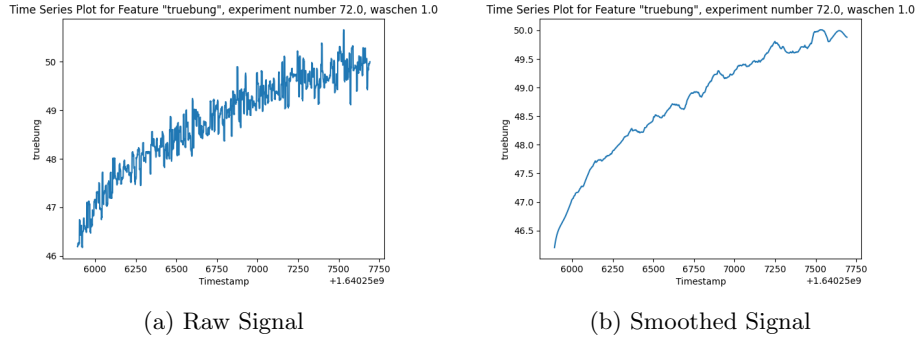 Time Series Plot for Feature "truebung", experiment number 72.0, waschen 1.0
truebung
50
49
48
47
46
6000
6250
6500
6750
7000
7250
7500
7750
Timestamp
+1.64025e9
(a) Raw Signal
Time Series Plot for Feature "truebung", experiment number 72.0, waschen 1.0
truebung
50.0
49.5
49.0
48.5
48.0
47.5
47.0
46.5
6000
6250
6500
6750
7000
7250
7500
7750
Timestamp
+1.64025e9
(b) Smoothed Signal